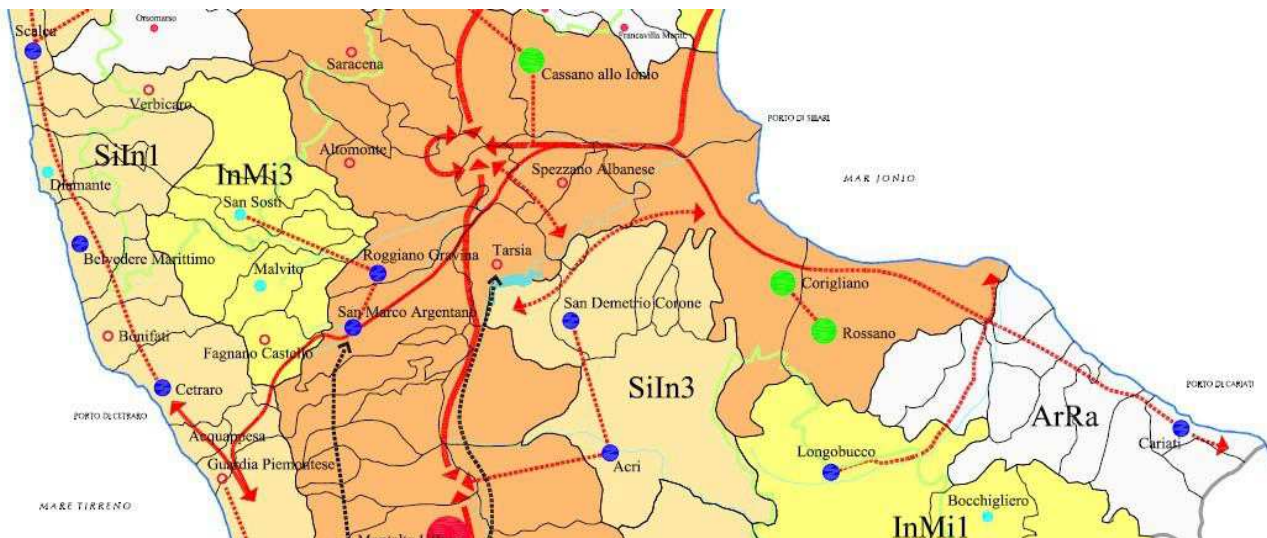 Orsomarso
Scalea
Francavilla Maritt.
Saracena
Cassano allo Ionio
Verbicaro
PORTO DI SIBARI
SiIn1
Altomonte
InMi3
Spezzano Albanese
MAR JONIO
Diamante
San Sosti
Belvedere Marittimo
Roggiano Gravina
Tarsia
Malvito
Corigliano
San Marco Argentano
San Demetrio Corone
Bonifati
Fagnano Castello
Rossano
Cetraro
SiIn3
PORTO DI CETRARO
PORTO DI CARIATI
ArRa
Acquappesa
Cariati
Guardia Piemontese
Acri
Longobucco
MARE TIRRENO
Bocchigliero
InMi1